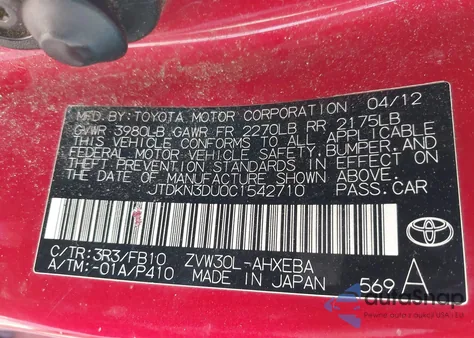 MFD.BY:TOYOTA MOTOR CORPORATION 04/12
GVWR 3980LB GAWR FR 2270LB RR 2175LB
THIS VEHICLE CONFORMS TO ALL APPLICABLE
FEDERAL MOTOR VEHICLE SAFETY, BUMPER, AND
THEFT PREVENTION STANDARDS IN EFFECT ON
THE DATE OF MANUFACTURE SHOWN ABOVE.
JTDKN3DU0C1542710 PASS.CAR
C/TR:3R3/FB10 ZVW30L-AHXEBA
A/TM:-01A/P410 MADE IN JAPAN 569 A
TOYOTA
autoSnap